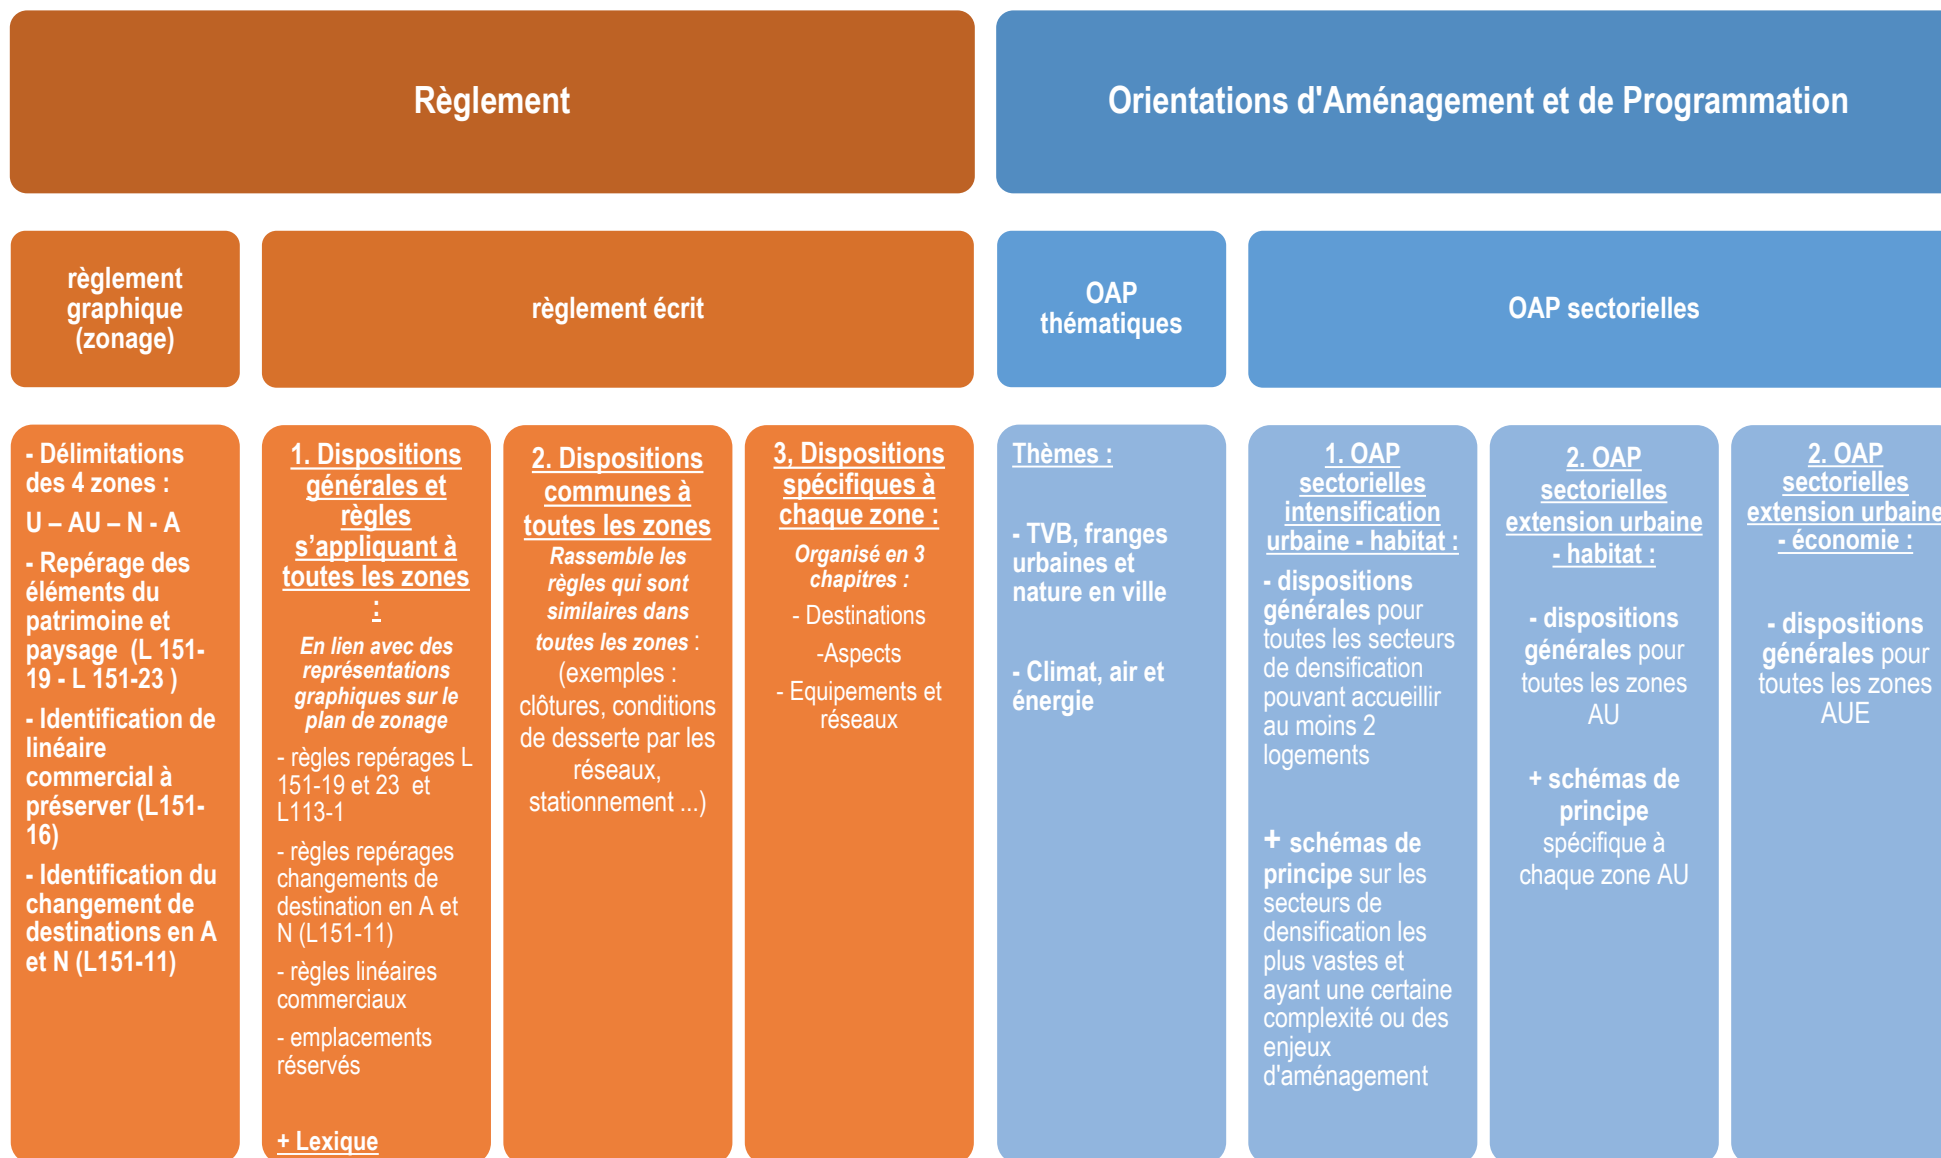 Règlement
Orientations d'Aménagement et de Programmation
règlement
graphique
(zonage)
règlement écrit
OAP
thématiques
OAP sectorielles
- Délimitations
des 4 zones :
U – AU – N - A
- Repérage des
éléments du
patrimoine et
paysage (L 151-
19 - L 151-23 )
- Identification de
linéaire
commercial à
préserver (L151-
16)
- Identification du
changement de
destinations en A
et N (L151-11)
1. Dispositions
générales et
règles
s’appliquant à
toutes les zones
:
En lien avec des
représentations
graphiques sur le
plan de zonage
- règles repérages L
151-19 et 23 et
L113-1
- règles repérages
changements de
destination en A et
N (L151-11)
- règles linéaires
commerciaux
- emplacements
réservés
+ Lexique
2. Dispositions
communes à
toutes les zones
Rassemble les
règles qui sont
similaires dans
toutes les zones :
(exemples :
clôtures, conditions
de desserte par les
réseaux,
stationnement ...)
3, Dispositions
spécifiques à
chaque zone :
Organisé en 3
chapitres :
- Destinations
-Aspects
- Equipements et
réseaux
Thèmes :
- TVB, franges
urbaines et
nature en ville
- Climat, air et
énergie
1. OAP
sectorielles
intensification
urbaine - habitat :
- dispositions
générales pour
toutes les secteurs
de densification
pouvant accueillir
au moins 2
logements
+ schémas de
principe sur les
secteurs de
densification les
plus vastes et
ayant une certaine
complexité ou des
enjeux
d'aménagement
2. OAP
sectorielles
extension urbaine
- habitat :
- dispositions
générales pour
toutes les zones
AU
+ schémas de
principe
spécifique à
chaque zone AU
2. OAP
sectorielles
extension urbaine
- économie :
- dispositions
générales pour
toutes les zones
AUE